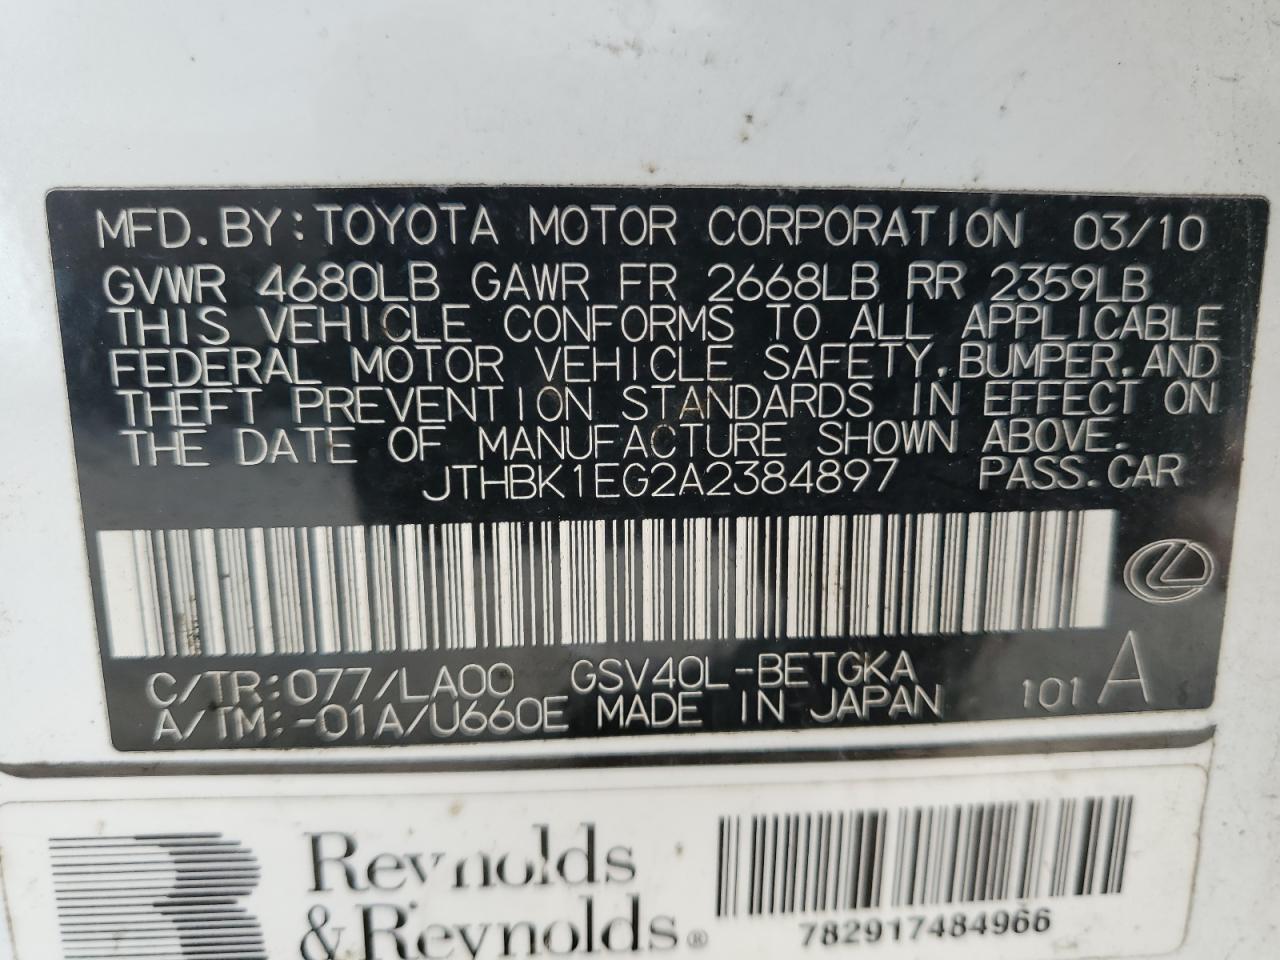 MFD. BY: TOYOTA MOTOR CORPORATION 03/10
GVWR 4680LB GAWR FR 2668LB RR 2359LB
THIS VEHICLE CONFORMS TO ALL APPLICABLE
FEDERAL MOTOR VEHICLE SAFETY, BUMPER, AND
THEFT PREVENTION STANDARDS IN EFFECT ON
THE DATE OF MANUFACTURE SHOWN ABOVE.
JTHBK1EG2A2384897 PASS. CAR
C/TR: 077/LA00 GSV40L-BETGKA
A/TM: -01A/U660E MADE IN JAPAN 101 A
Reynolds
& Reynolds®
782917484966